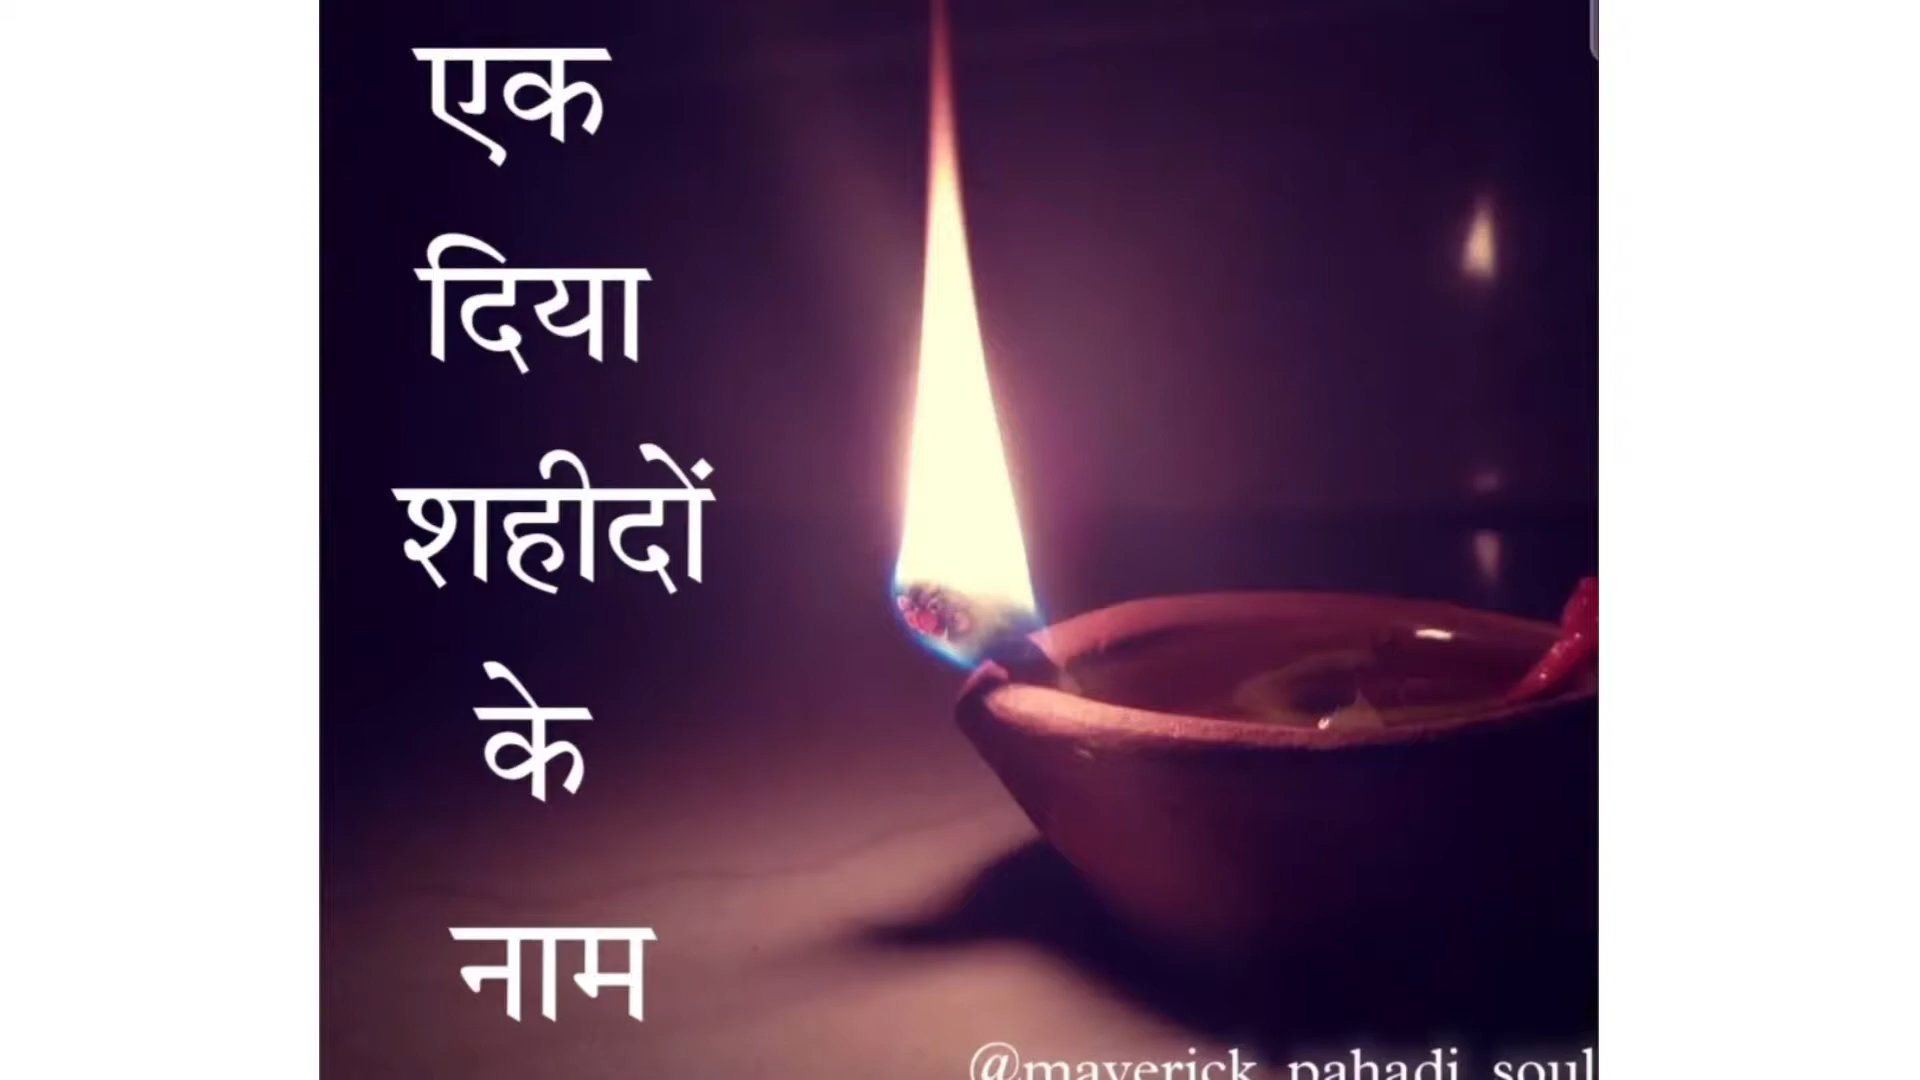 एक
दिया
शहीदों
के
नाम
@maverick_pahadi_soul